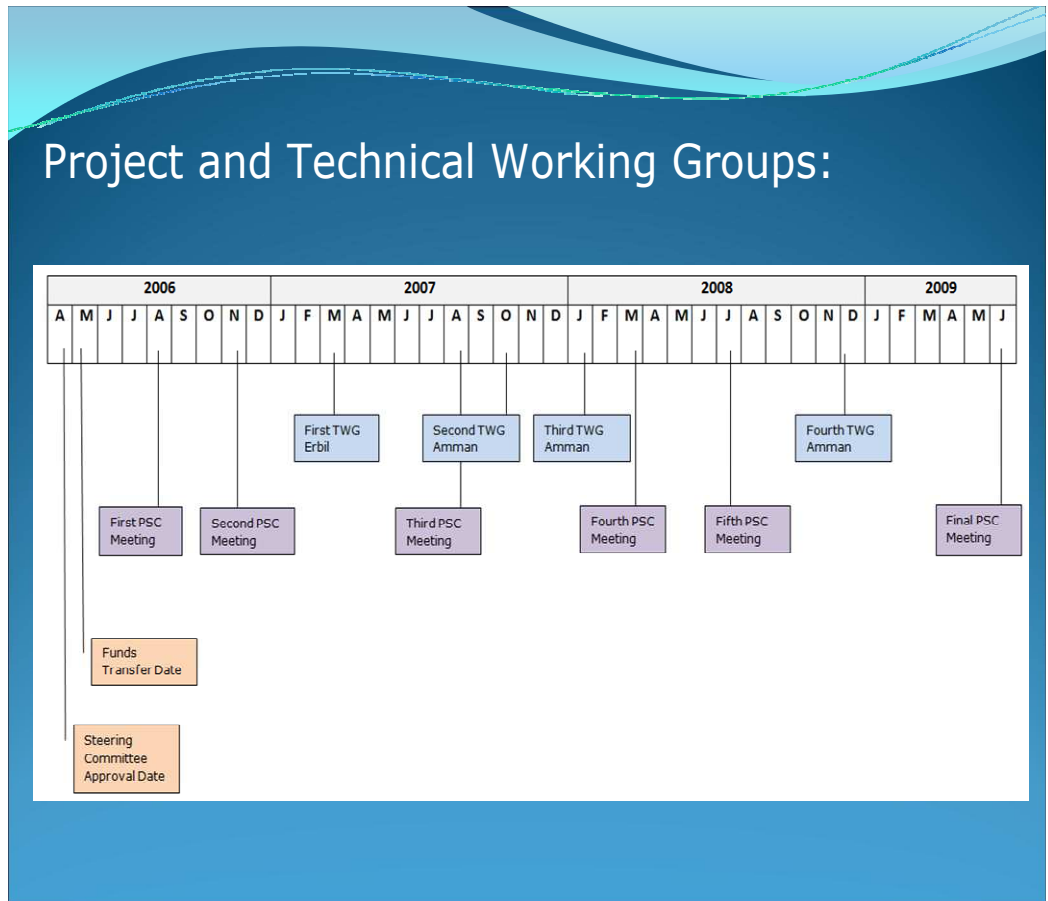 Project and Technical Working Groups:
2006 2007 2008 2009
A M J J A S O N D J F M A M J J A S O N D J F M A M J J A S O N D J F M A M J
First TWG
Erbil
Second TWG
Amman
Third TWG
Amman
Fourth TWG
Amman
First PSC
Meeting
Second PSC
Meeting
Third PSC
Meeting
Fourth PSC
Meeting
Fifth PSC
Meeting
Final PSC
Meeting
Funds
Transfer Date
Steering
Committee
Approval Date